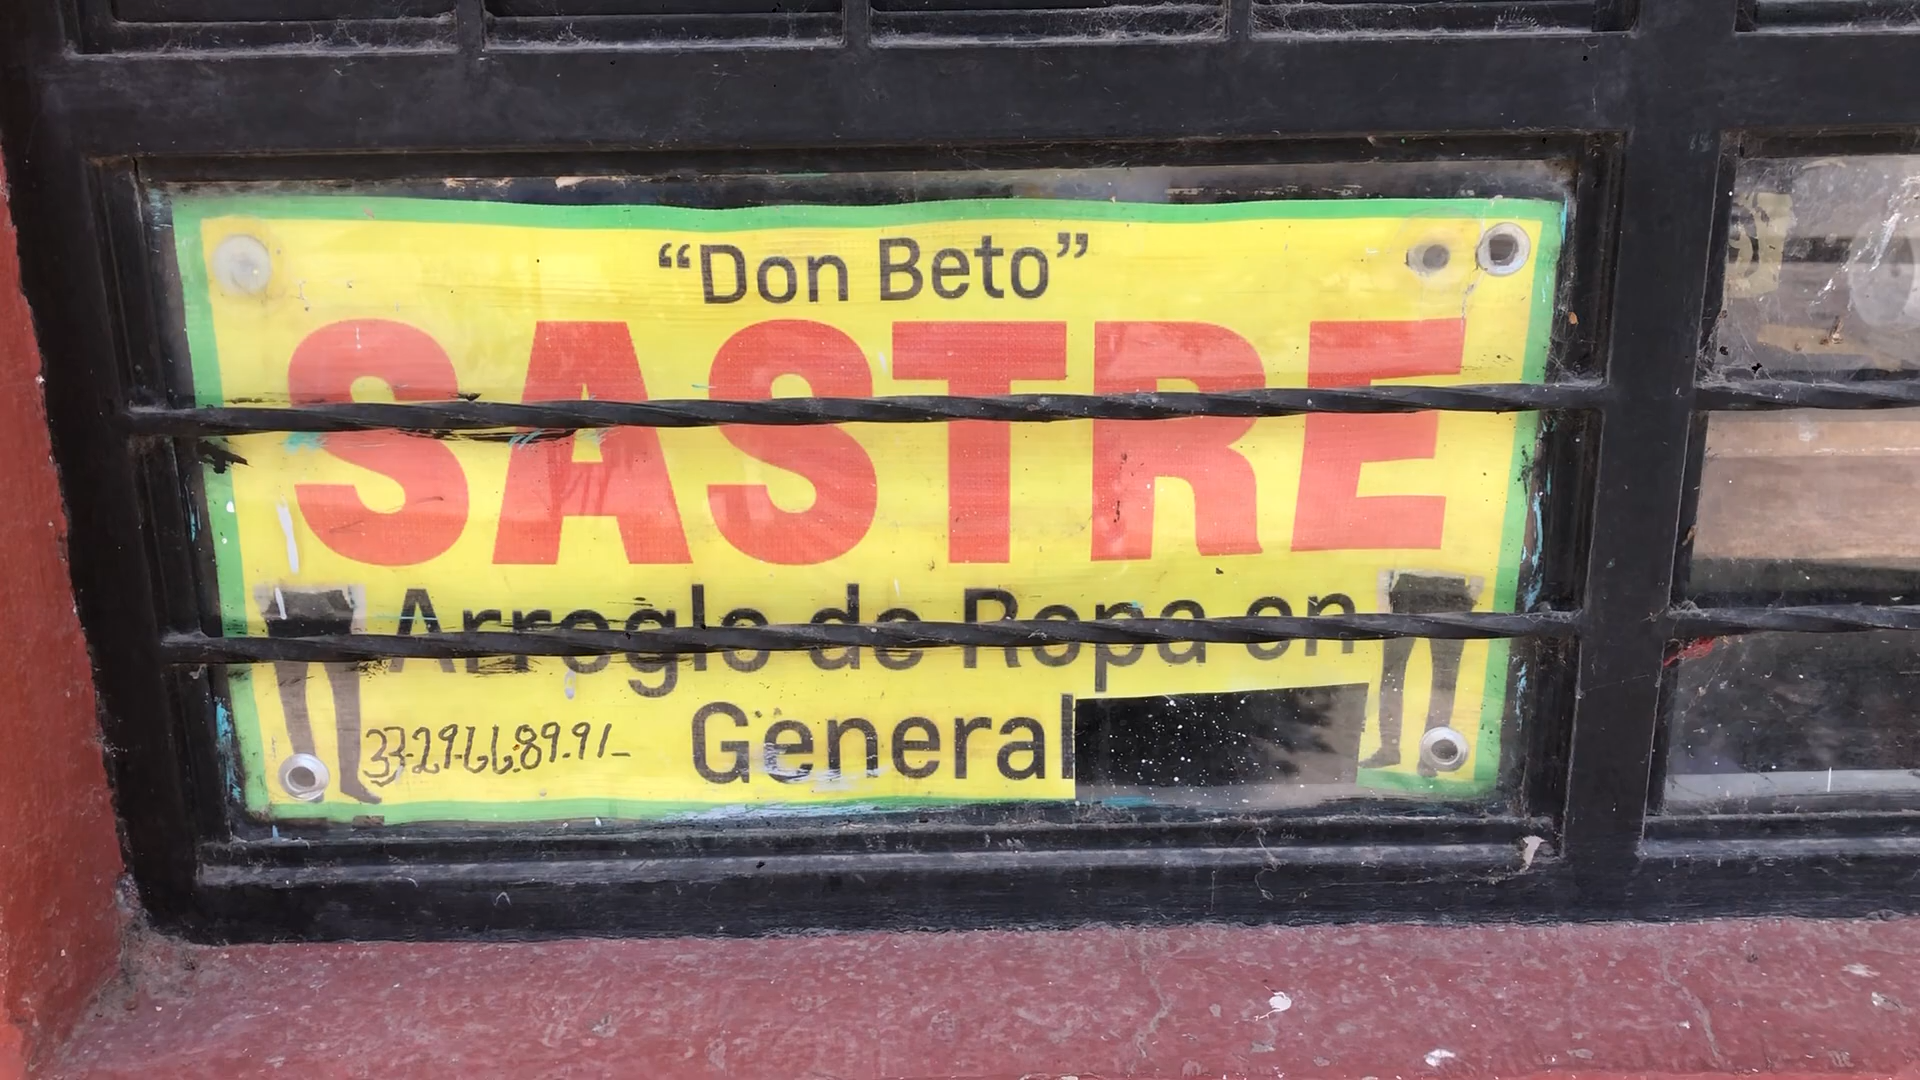 “Don Beto”
SASTRE
Arreglo de Ropa en
General
33-29-66.89.91-